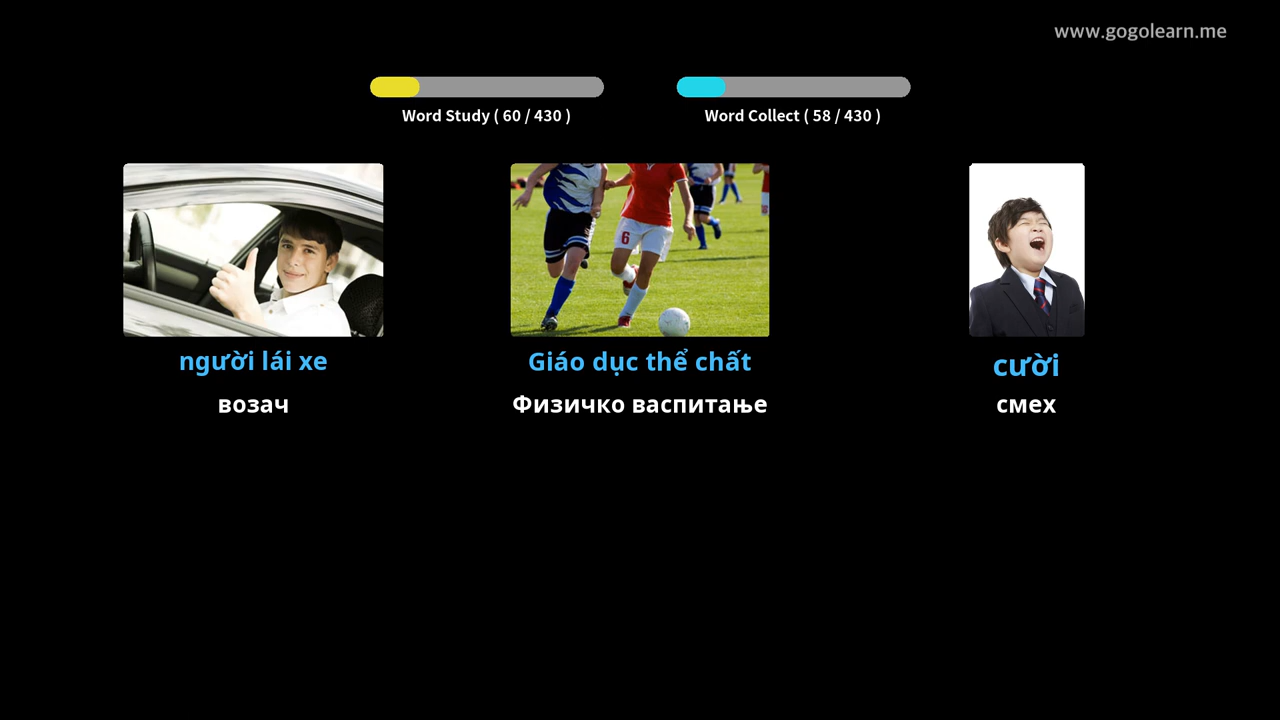 www.gogolearn.me
Word Study ( 60 / 430 )
Word Collect ( 58 / 430 )
6
người lái xe
Giáo dục thể chất
cười
возач
Физичко васпитање
смех